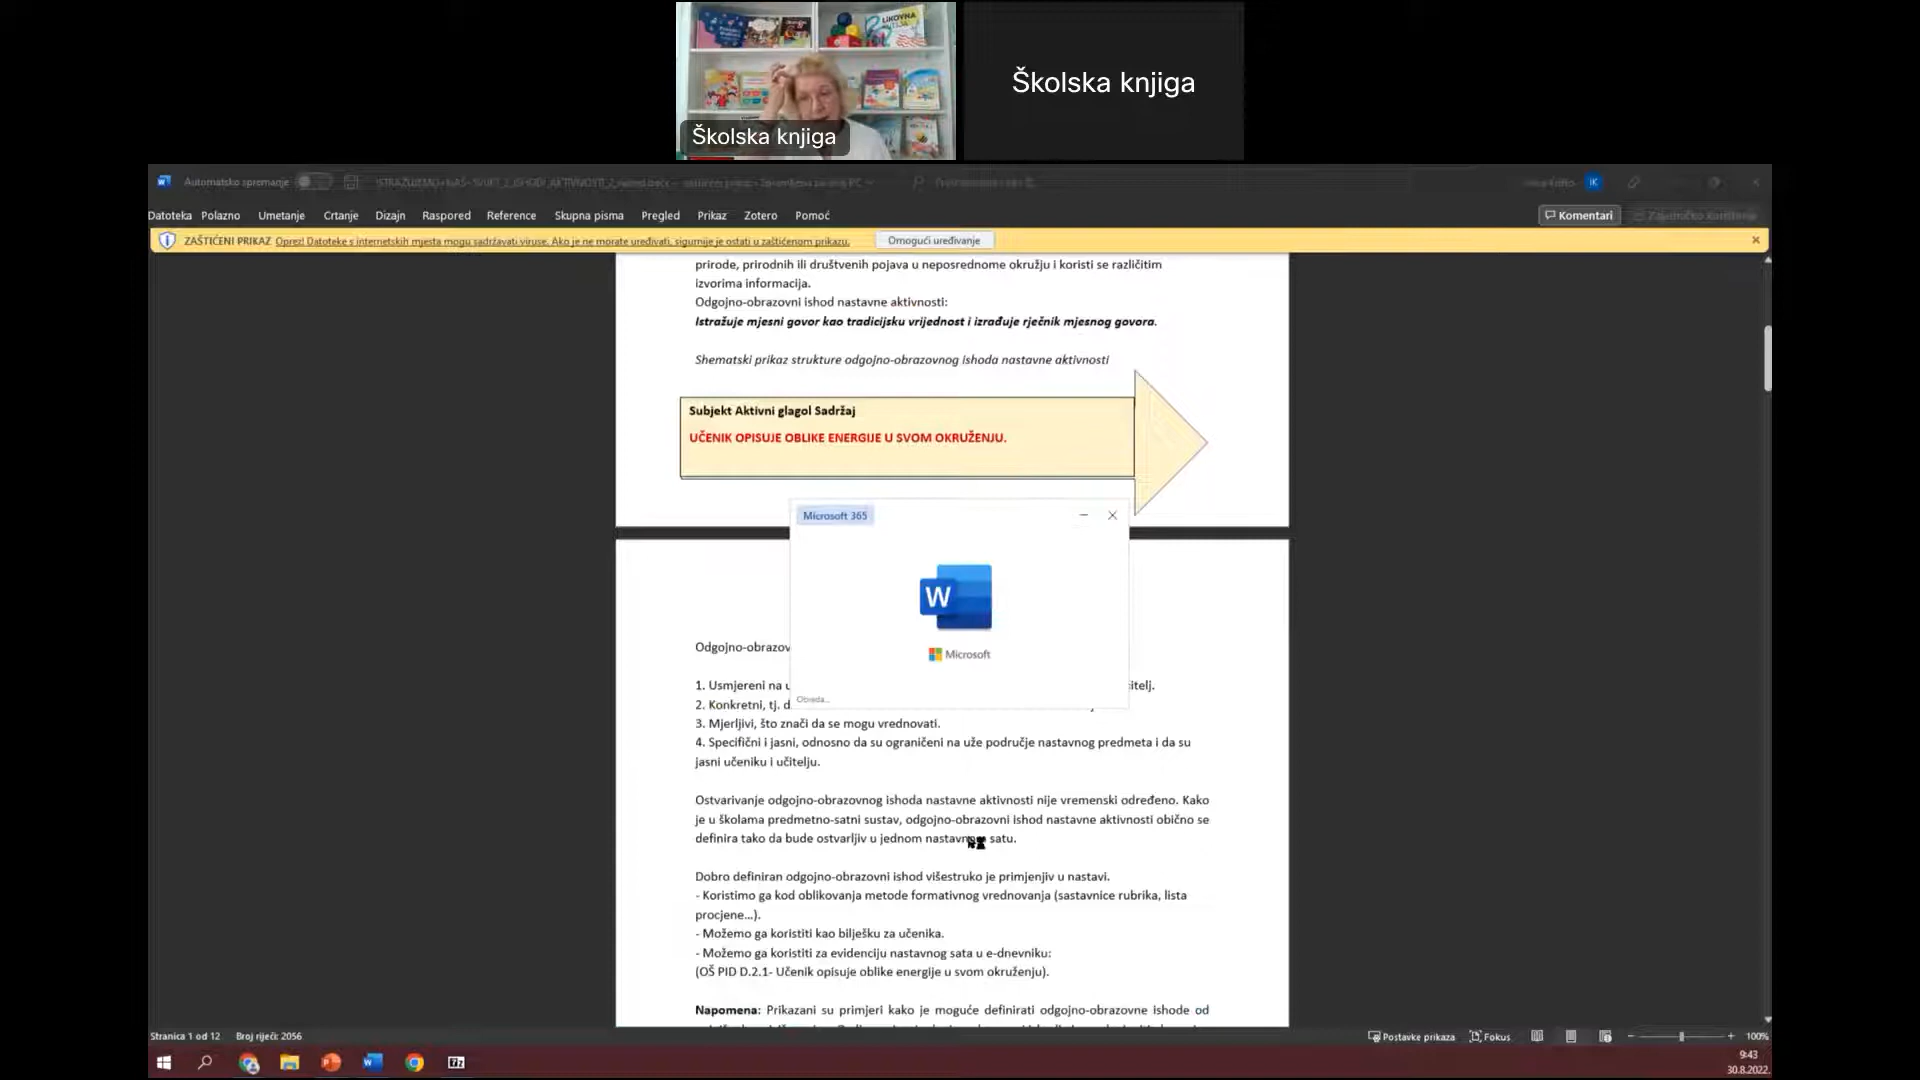 LIKOVNA
Školska knjiga
Školska knjiga
Automatsko spremanje
Datoteka Polazno Umetanje Crtanje Dizajn Raspored Reference Skupna pisma Pregled Prikaz Zotero Pomoć
IK
Komentari
ZAŠTIĆENI PRIKAZ Oprez! Datoteke s internetskih mjesta mogu sadržavati viruse. Ako je ne morate uređivati, sigurnije je ostati u zaštićenom prikazu. Omogući uređivanje
prirode, prirodnih ili društvenih pojava u neposrednome okružju i koristi se različitim
izvorima informacija.
Odgojno-obrazovni ishod nastavne aktivnosti:
Istražuje mjesni govor kao tradicijsku vrijednost i izrađuje rječnik mjesnog govora.
Shematski prikaz strukture odgojno-obrazovnog ishoda nastavne aktivnosti
Subjekt Aktivni glagol Sadržaj
UČENIK OPISUJE OBLIKE ENERGIJE U SVOM OKRUŽENJU.
Microsoft 365
W
Microsoft
Odgojno-obrazov
1. Usmjereni na u itelj.
2. Konkretni, tj. d
3. Mjerljivi, što znači da se mogu vrednovati.
4. Specifični i jasni, odnosno da su ograničeni na uže područje nastavnog predmeta i da su
jasni učeniku i učitelju.
Ostvarivanje odgojno-obrazovnog ishoda nastavne aktivnosti nije vremenski određeno. Kako
je u školama predmetno-satni sustav, odgojno-obrazovni ishod nastavne aktivnosti obično se
definira tako da bude ostvarljiv u jednom nastavnom satu.
Dobro definiran odgojno-obrazovni ishod višestruko je primjenjiv u nastavi.
- Koristimo ga kod oblikovanja metode formativnog vrednovanja (sastavnice rubrika, lista
procjene...).
- Možemo ga koristiti kao bilješku za učenika.
- Možemo ga koristiti za evidenciju nastavnog sata u e-dnevniku:
(OŠ PID D.2.1- Učenik opisuje oblike energije u svom okruženju).
Napomena: Prikazani su primjeri kako je moguće definirati odgojno-obrazovne ishode od
Stranica 1 od 12 Broj riječi: 2056
Postavke prikaza Fokus 100%
9:43
30.8.2022.